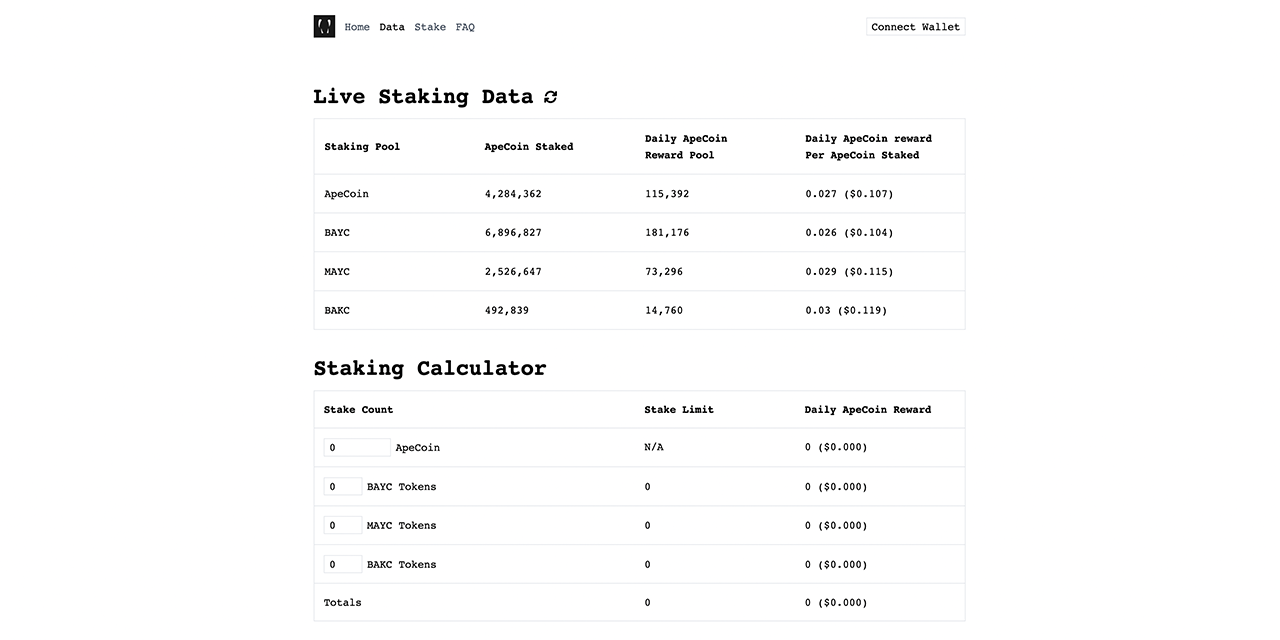 Home Data Stake FAQ Connect Wallet
Live Staking Data
Staking Pool ApeCoin Staked Daily ApeCoin Reward Pool Daily ApeCoin reward Per ApeCoin Staked
ApeCoin 4,284,362 115,392 0.027 ($0.107)
BAYC 6,896,827 181,176 0.026 ($0.104)
MAYC 2,526,647 73,296 0.029 ($0.115)
BAKC 492,839 14,760 0.03 ($0.119)
Staking Calculator
Stake Count Stake Limit Daily ApeCoin Reward
0 ApeCoin N/A 0 ($0.000)
0 BAYC Tokens 0 0 ($0.000)
0 MAYC Tokens 0 0 ($0.000)
0 BAKC Tokens 0 0 ($0.000)
Totals 0 0 ($0.000)